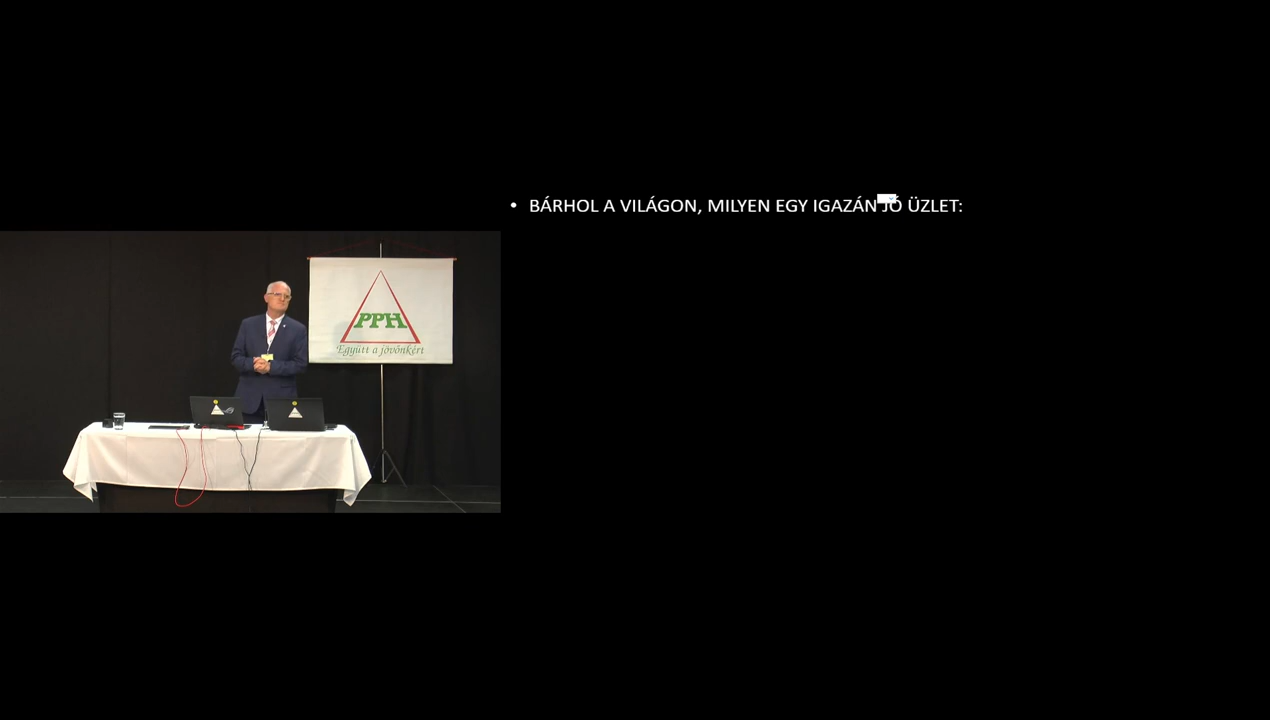 • BÁRHOL A VILÁGON, MILYEN EGY IGAZÁN JÓ ÜZLET:
PPH
Együtt a jövőnkért